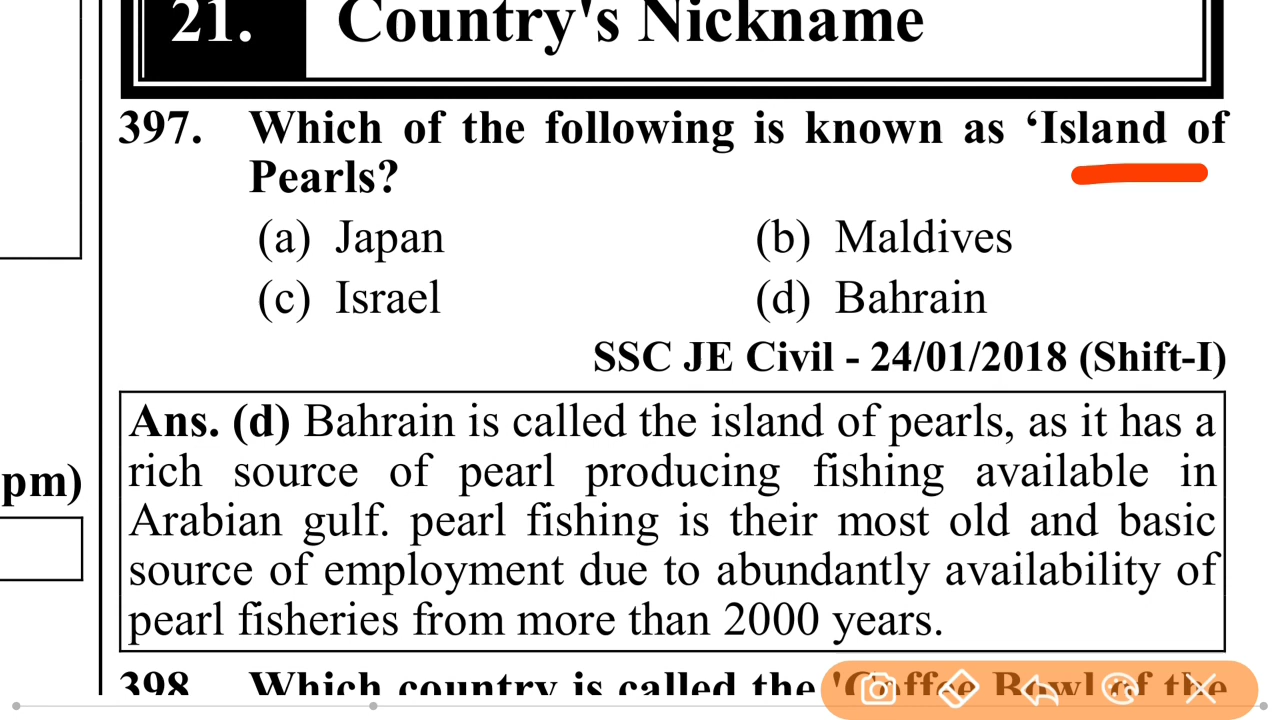 21. Country's Nickname
397. Which of the following is known as ‘Island of
Pearls?
(a) Japan (b) Maldives
(c) Israel (d) Bahrain
SSC JE Civil - 24/01/2018 (Shift-I)
pm)
Ans. (d) Bahrain is called the island of pearls, as it has a
rich source of pearl producing fishing available in
Arabian gulf. pearl fishing is their most old and basic
source of employment due to abundantly availability of
pearl fisheries from more than 2000 years.
398 Which country is called the 'Coffee Bowl of the